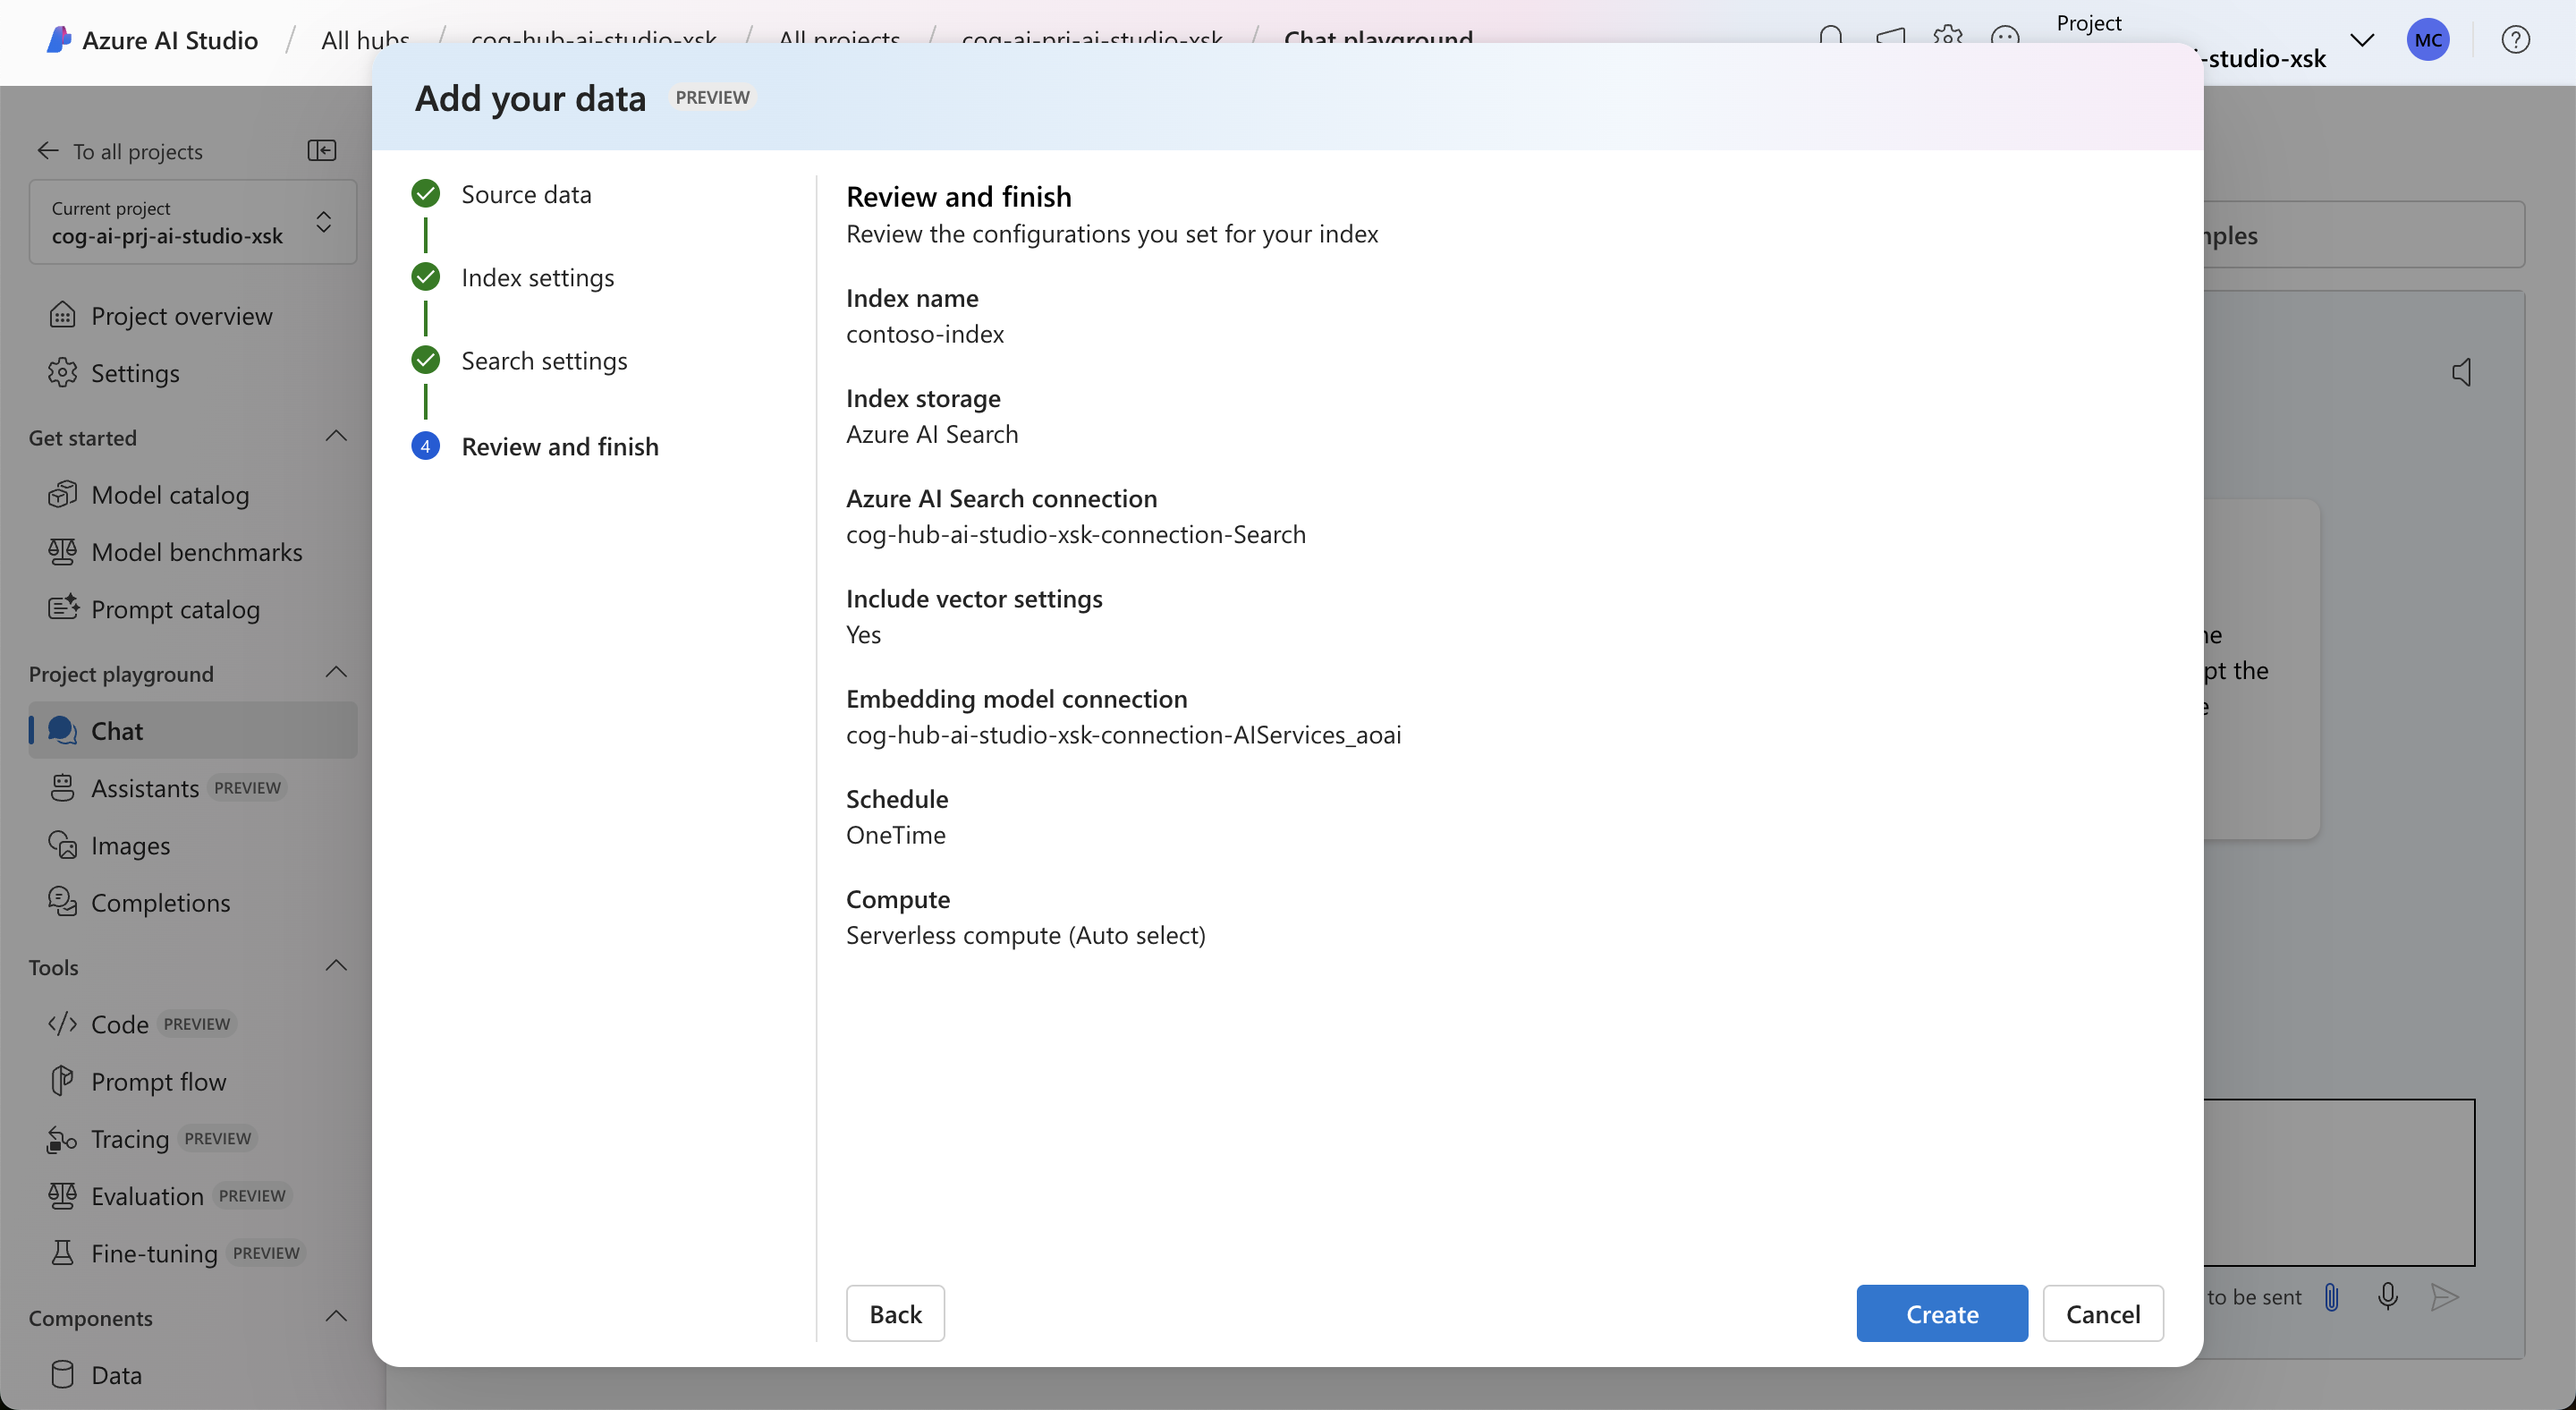 Azure AI Studio / All hubs / cog-hub-ai-studio-xsk / All projects / cog-ai-prj-ai-studio-xsk / Chat playground
Project
-studio-xsk
MC
Add your data PREVIEW
To all projects
Current project
cog-ai-prj-ai-studio-xsk
Project overview
Settings
Get started
Model catalog
Model benchmarks
Prompt catalog
Project playground
Chat
Assistants PREVIEW
Images
Completions
Tools
Code PREVIEW
Prompt flow
Tracing PREVIEW
Evaluation PREVIEW
Fine-tuning PREVIEW
Components
Data
Source data
Index settings
Search settings
4 Review and finish
Review and finish
Review the configurations you set for your index
Index name
contoso-index
Index storage
Azure AI Search
Azure AI Search connection
cog-hub-ai-studio-xsk-connection-Search
Include vector settings
Yes
Embedding model connection
cog-hub-ai-studio-xsk-connection-AIServices_aoai
Schedule
OneTime
Compute
Serverless compute (Auto select)
Back
Create
Cancel
pt the
to be sent